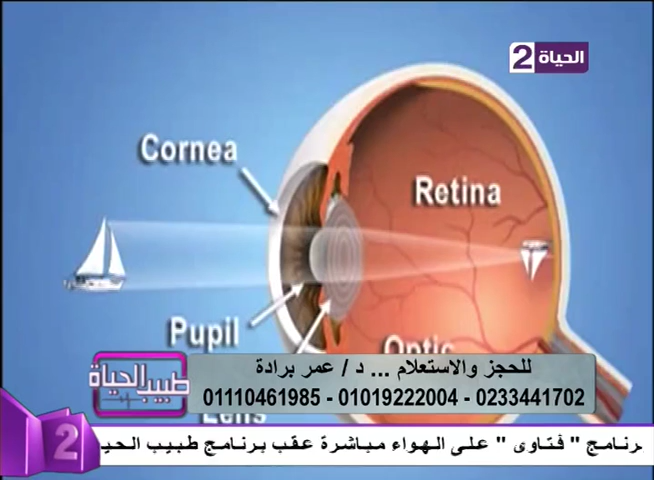 الحياة 2
Cornea
Retina
Pupil
Optic
Lens
للحجز والاستعلام ... د / عمر برادة
01110461985 - 01019222004 - 0233441702
طبيب الحياة
2
برنامج " فتاوى " على الهواء مباشرة عقب برنامج طبيب الحي